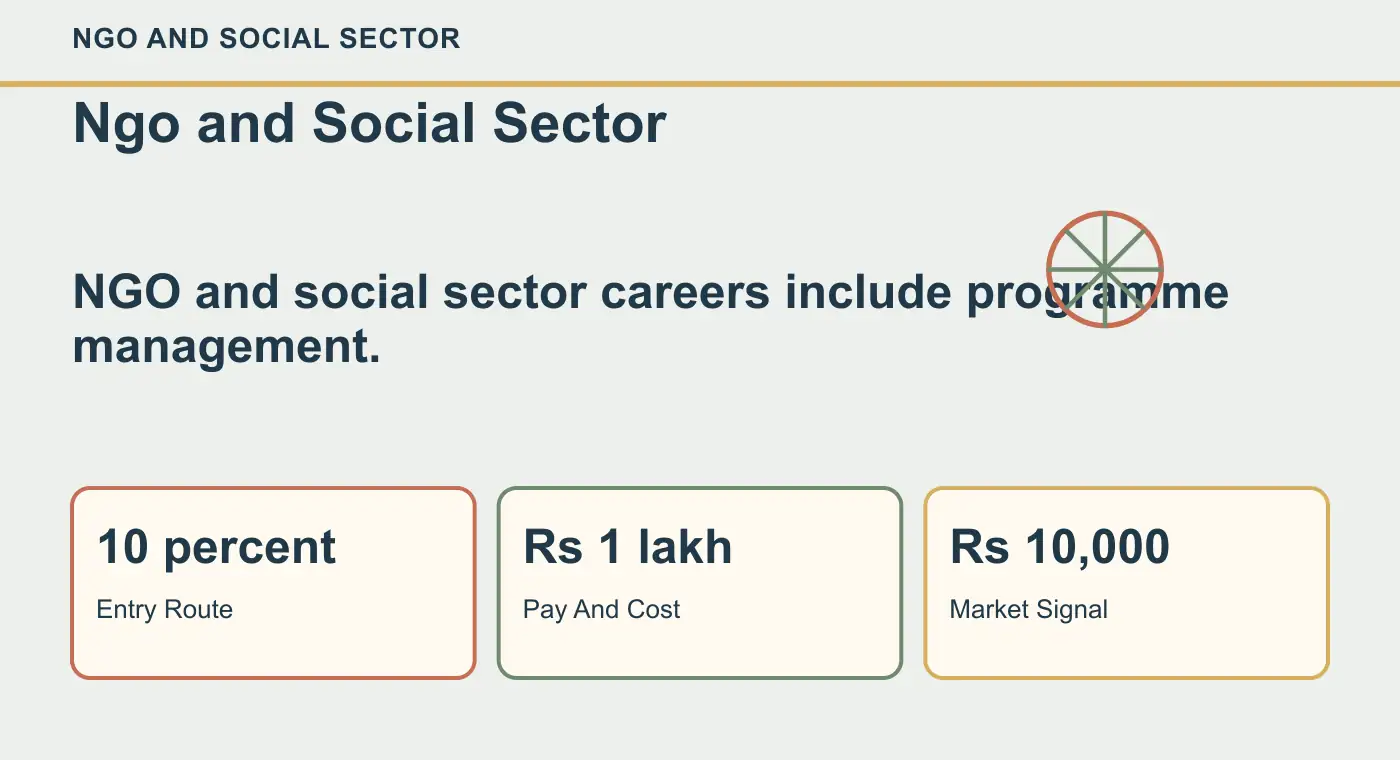 NGO AND SOCIAL SECTOR
Ngo and Social Sector
NGO and social sector careers include programme
management.
10 percent
Entry Route
Rs 1 lakh
Pay And Cost
Rs 10,000
Market Signal